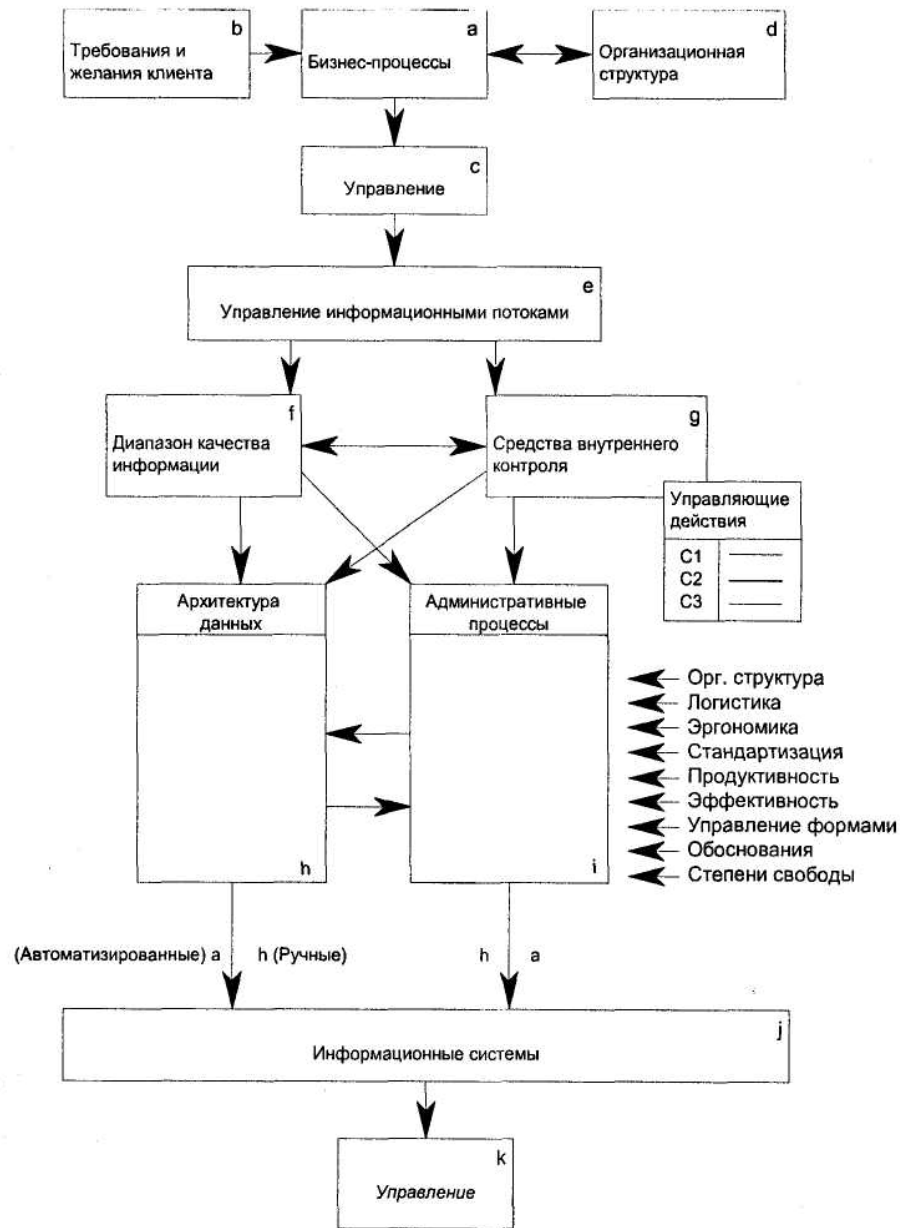 b
Требования и
желания клиента
a
Бизнес-процессы
d
Организационная
структура
c
Управление
e
Управление информационными потоками
f
Диапазон качества
информации
g
Средства внутреннего
контроля
Управляющие
действия
C1
C2
C3
Архитектура
данных
h
Административные
процессы
i
Орг. структура
Логистика
Эргономика
Стандартизация
Продуктивность
Эффективность
Управление формами
Обоснования
Степени свободы
(Автоматизированные) a h (Ручные)
h a
j
Информационные системы
k
Управление